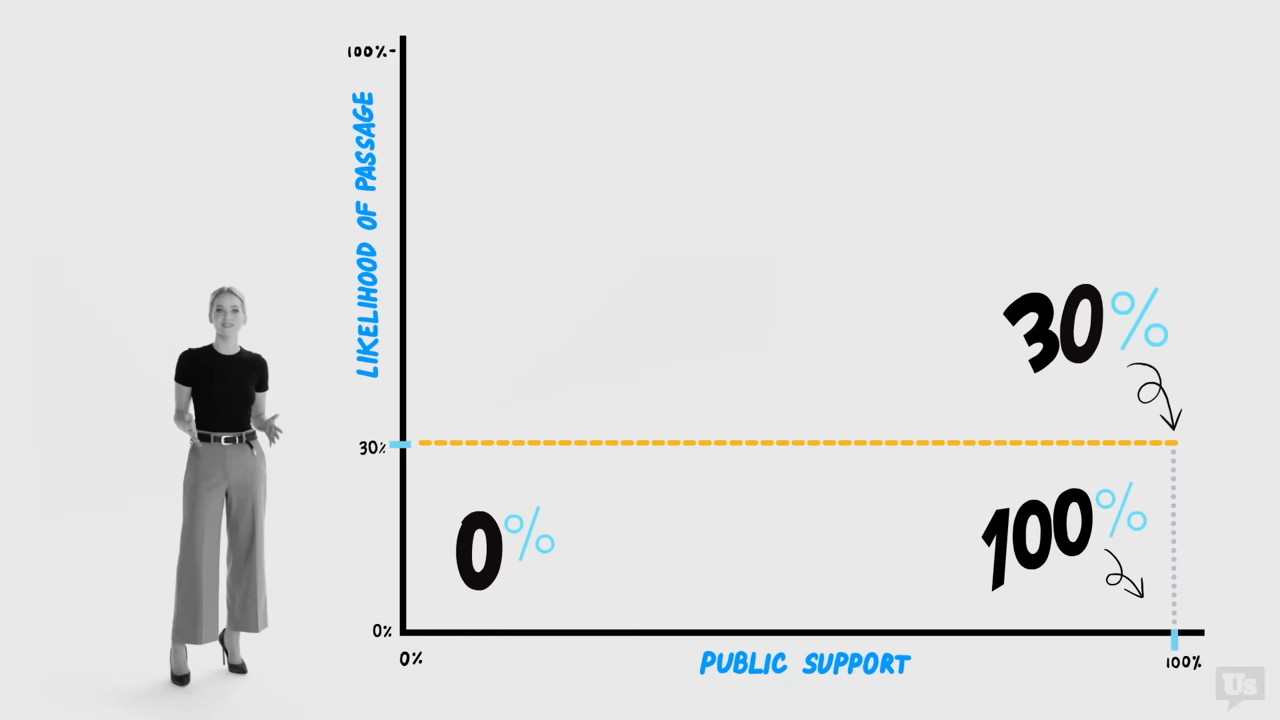 100%-
LIKELIHOOD OF PASSAGE
30%
30%
0%
100%
0%
0%
PUBLIC SUPPORT
100%
Us